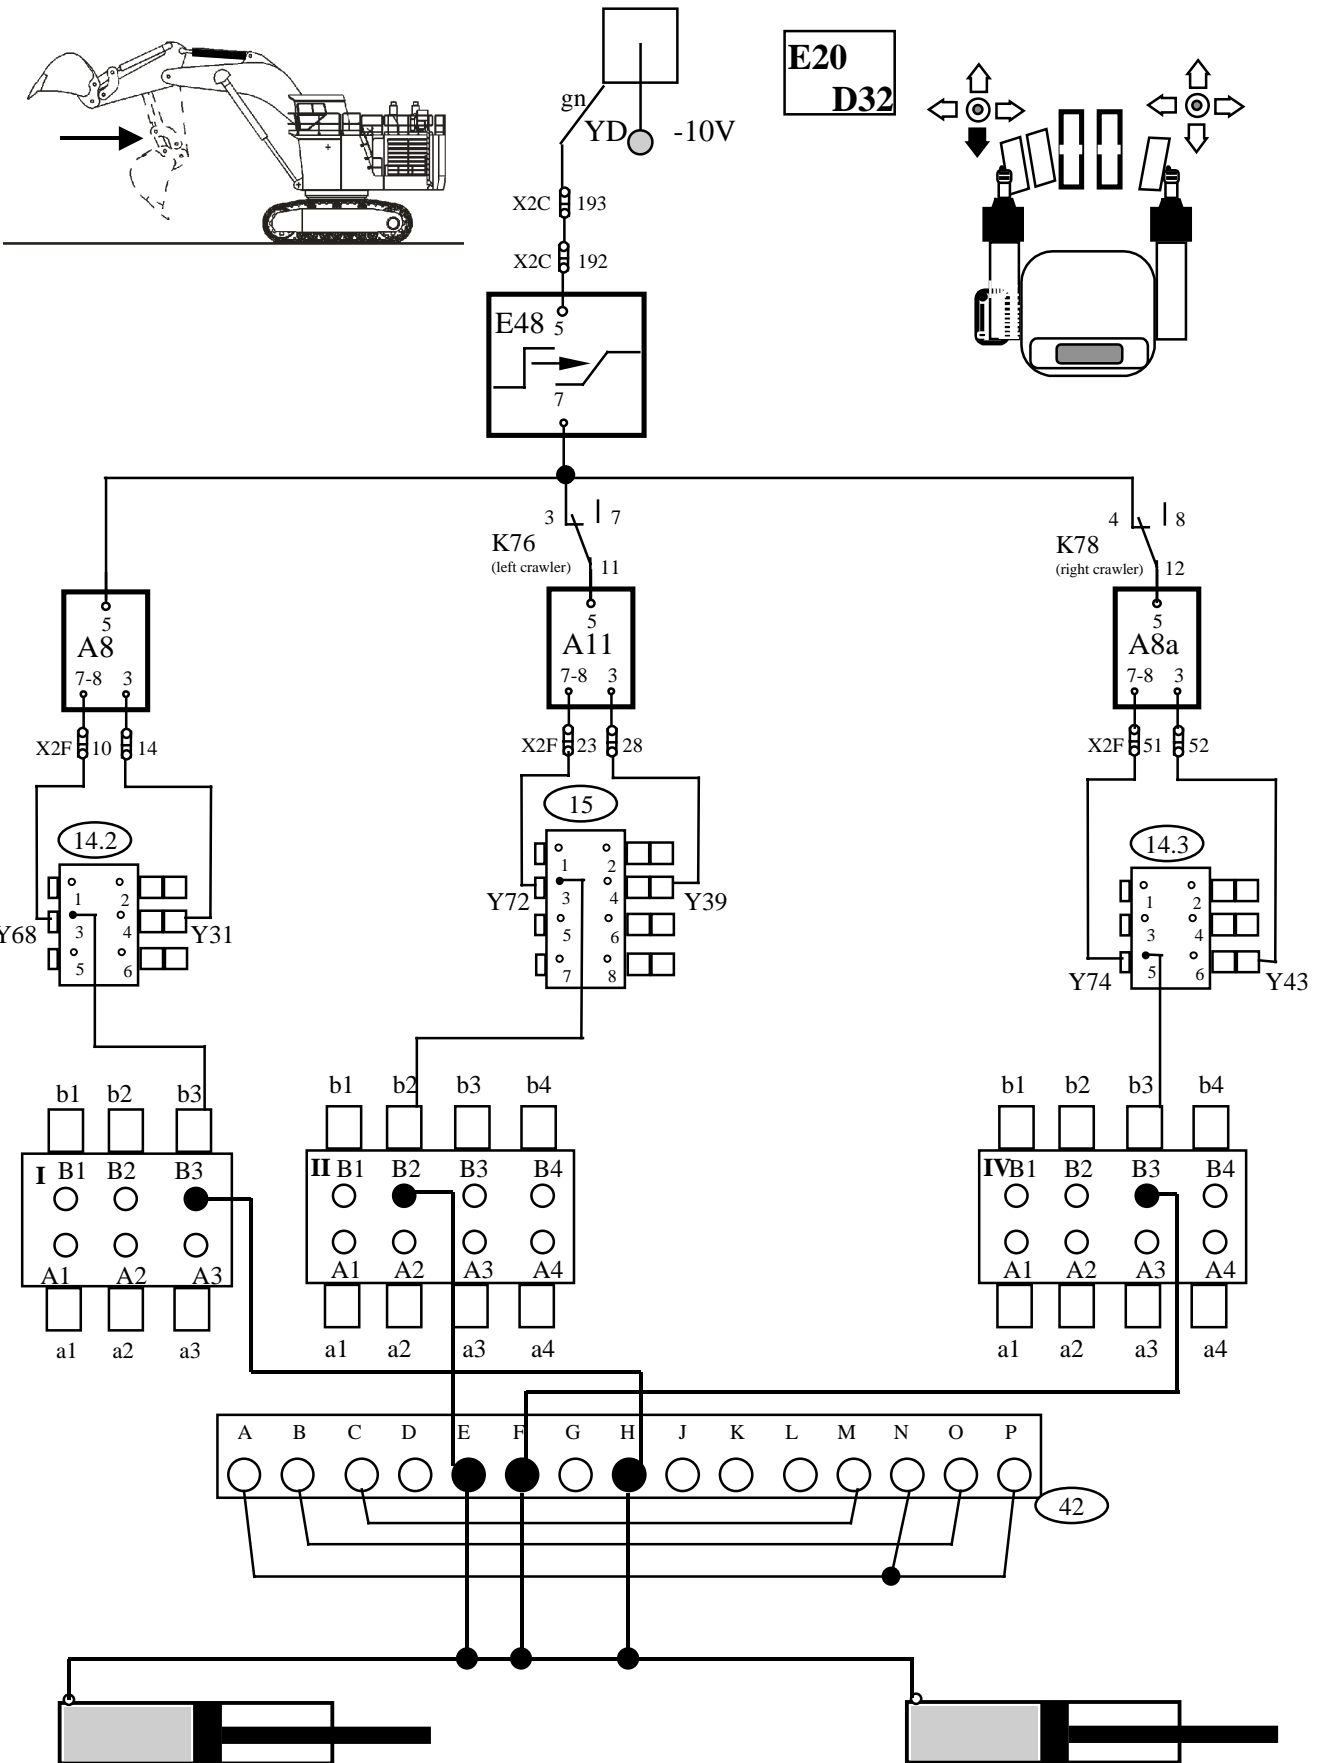 E20
D32
gn
YD -10V
X2C 193
X2C 192
E48 5
7
3 7
K76
(left crawler) 11
4 8
K78
(right crawler) 12
5
A8
7-8 3
5
A11
7-8 3
5
A8a
7-8 3
X2F 10 14
X2F 23 28
X2F 51 52
14.2
15
14.3
1 2
3 4
5 6
Y68 Y31
1 2
3 4
5 6
7 8
Y72 Y39
1 2
3 4
5 6
Y74 Y43
b1 b2 b3
I B1 B2 B3
A1 A2 A3
a1 a2 a3
b1 b2 b3 b4
II B1 B2 B3 B4
A1 A2 A3 A4
a1 a2 a3 a4
b1 b2 b3 b4
IV B1 B2 B3 B4
A1 A2 A3 A4
a1 a2 a3 a4
A B C D E F G H J K L M N O P
42